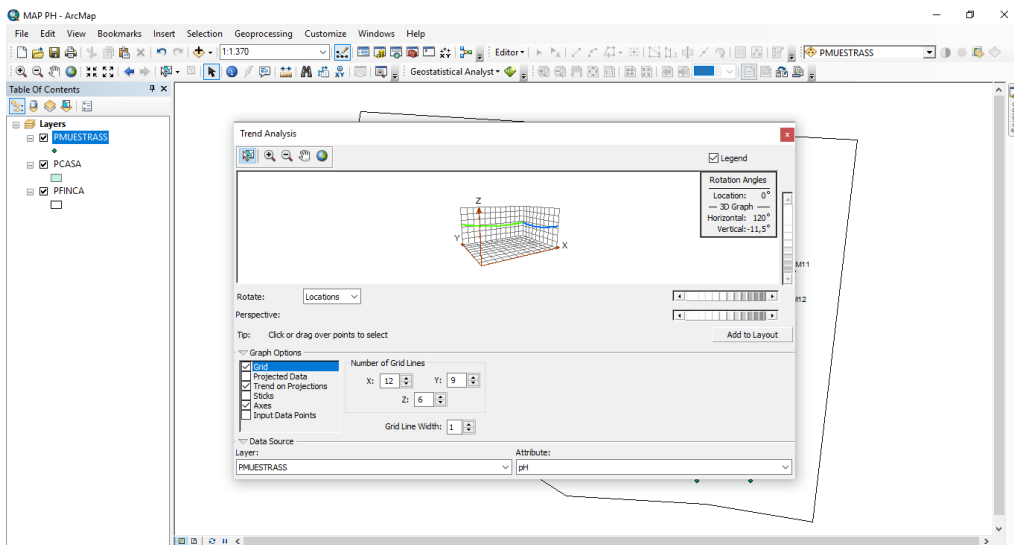 MAP PH - ArcMap
File Edit View Bookmarks Insert Selection Geoprocessing Customize Windows Help
1:1.370
Editor
PMUESTRASS
Geostatistical Analyst
Table Of Contents
Layers
PMUESTRASS
PCASA
PFINCA
Trend Analysis
Legend
Rotation Angles
Location: 0°
3D Graph
Horizontal: 120°
Vertical:-11,5°
Z
Y
X
M11
Rotate: Locations
Perspective:
Tip: Click or drag over points to select
Add to Layout
Graph Options
Grid
Projected Data
Trend on Projections
Sticks
Axes
Input Data Points
Number of Grid Lines
X: 12 Y: 9
Z: 6
Grid Line Width: 1
Data Source
Layer: Attribute:
PMUESTRASS pH